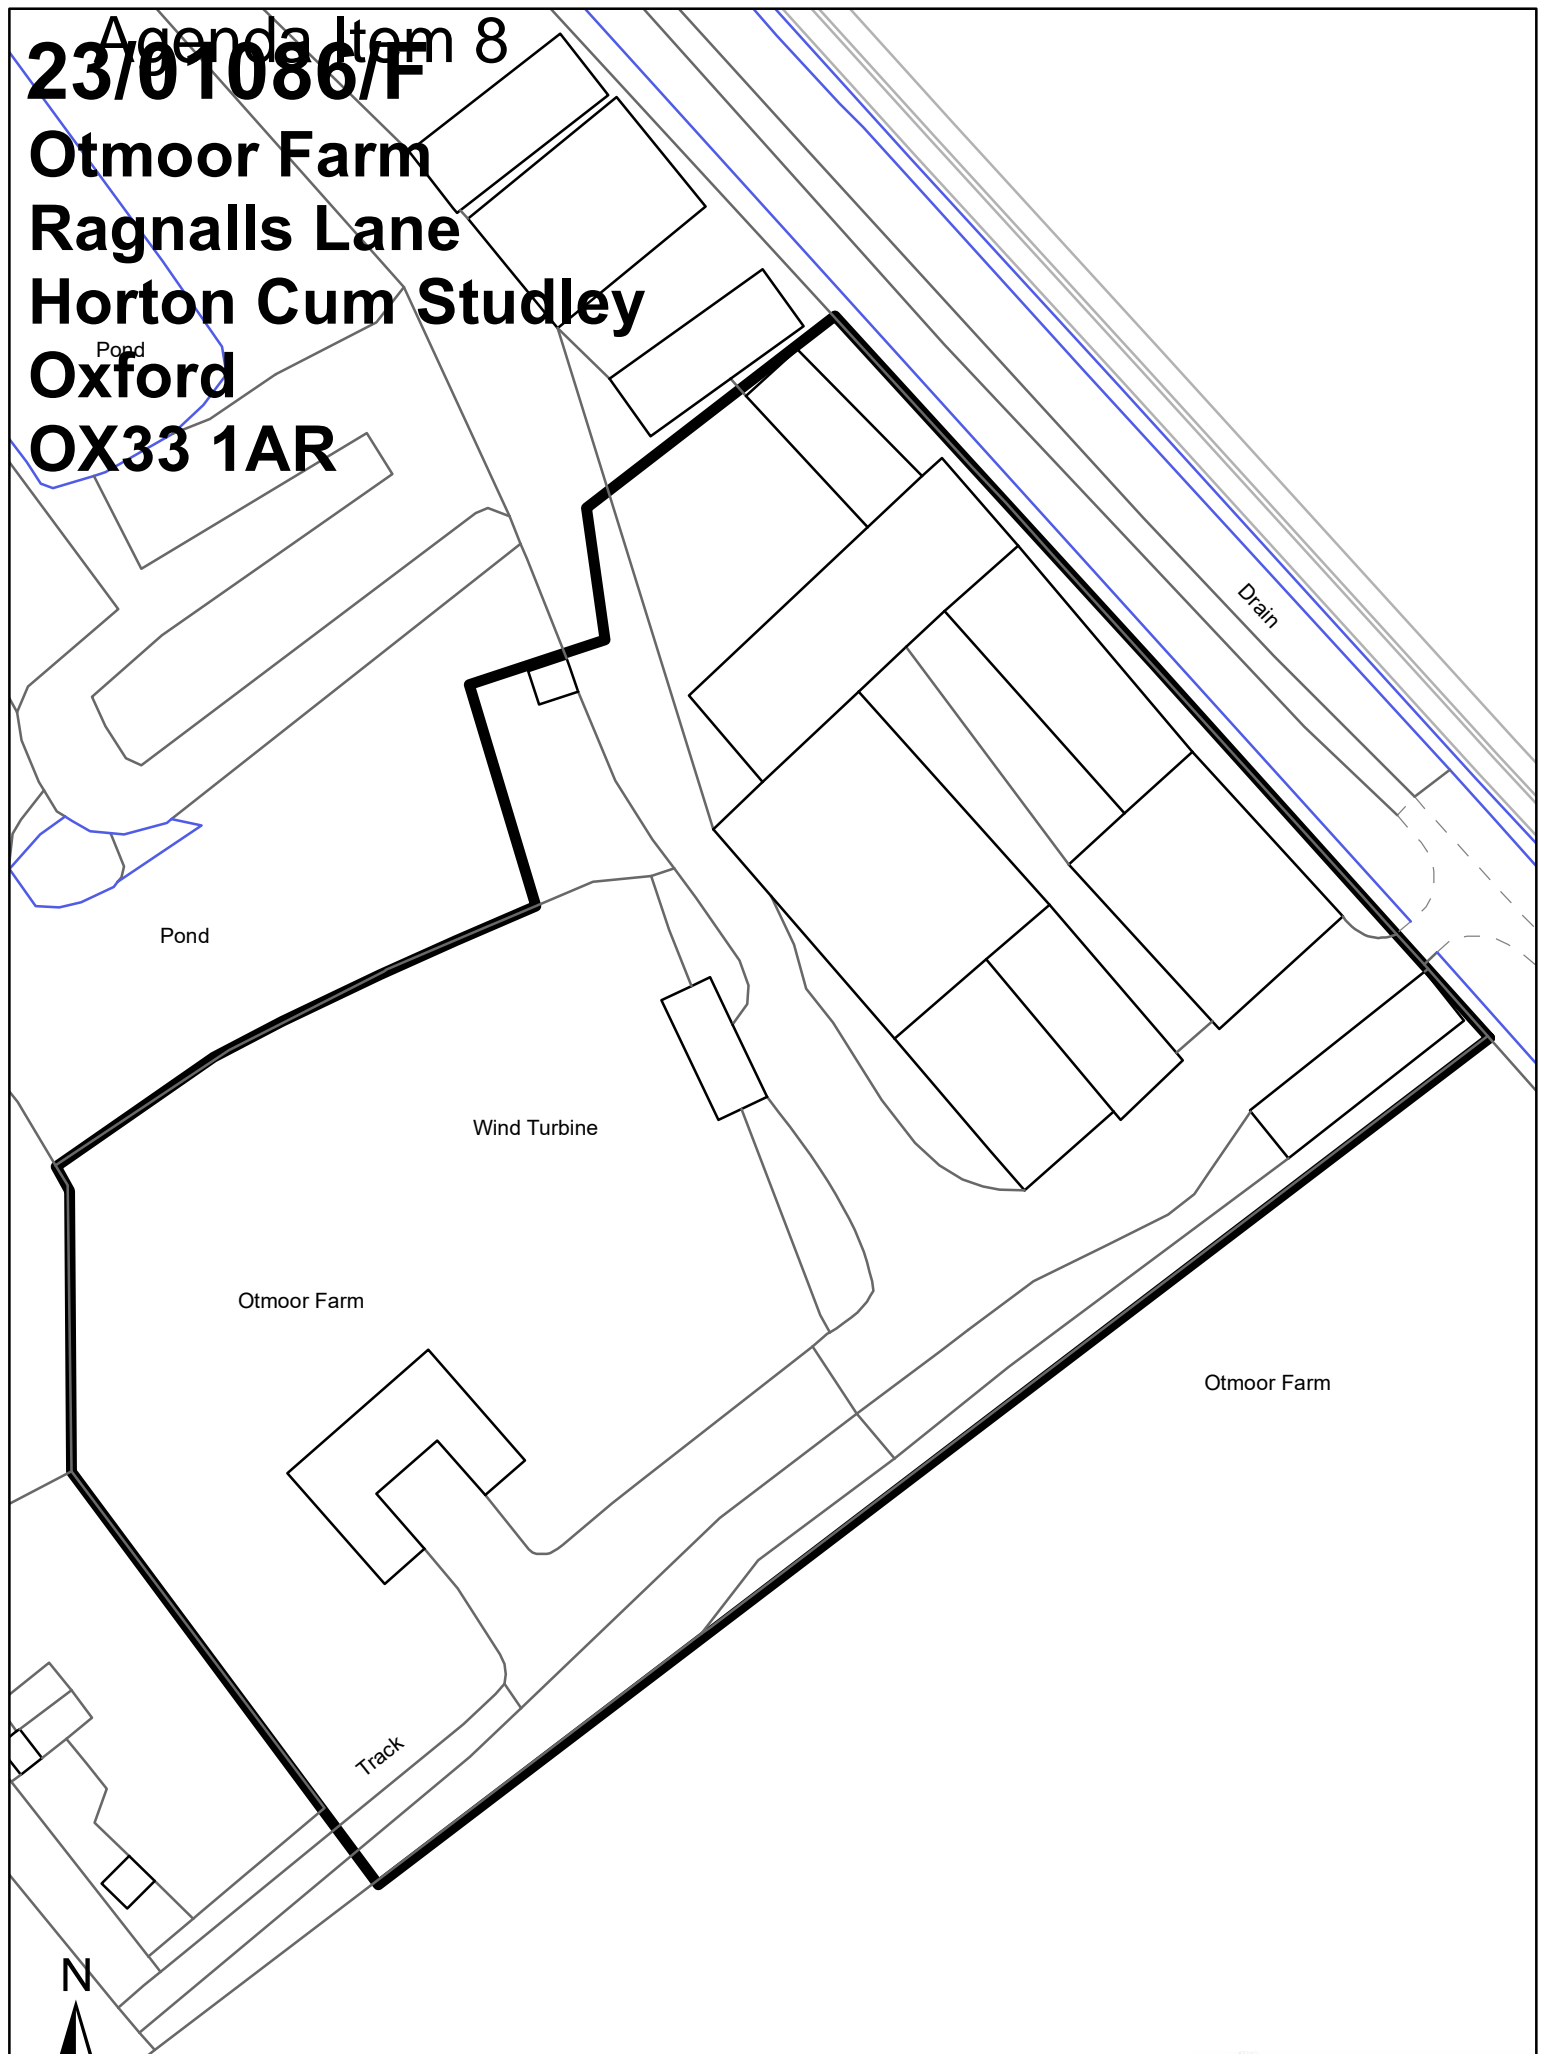 Agenda Item 8
23/01086/F
Otmoor Farm
Ragnalls Lane
Horton Cum Studley
Pond
Oxford
OX33 1AR
Drain
Pond
Wind Turbine
Otmoor Farm
Otmoor Farm
Track
N